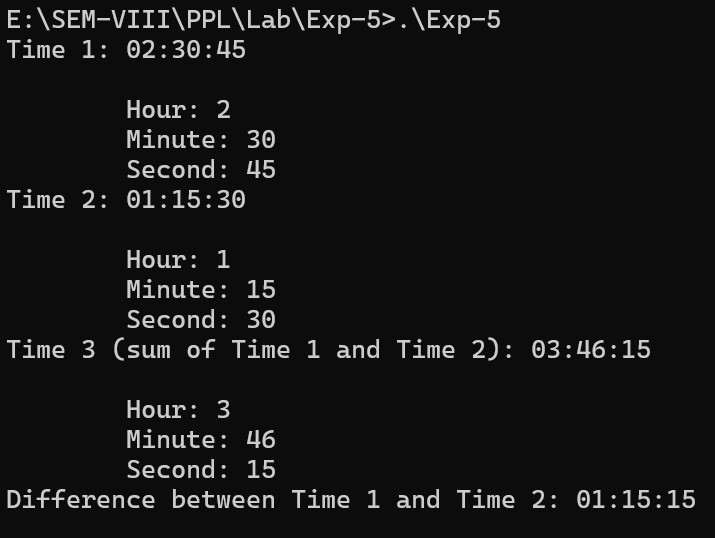 E:\SEM-VIII\PPL\Lab\Exp-5>.\Exp-5
Time 1: 02:30:45
Hour: 2
Minute: 30
Second: 45
Time 2: 01:15:30
Hour: 1
Minute: 15
Second: 30
Time 3 (sum of Time 1 and Time 2): 03:46:15
Hour: 3
Minute: 46
Second: 15
Difference between Time 1 and Time 2: 01:15:15